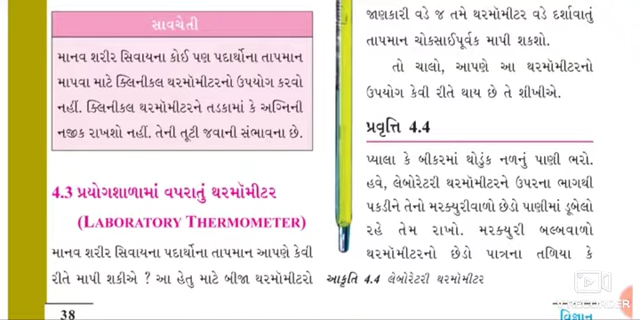 સાવચેતી
માનવ શરીર સિવાયના કોઈ પણ પદાર્થોના તાપમાન
માપવા માટે ક્લિનીકલ થરમૉમીટરનો ઉપયોગ કરવો
નહીં. ક્લિનીકલ થરમૉમીટરને તડકામાં કે અગ્નિની
નજીક રાખશો નહીં. તેની તૂટી જવાની સંભાવના છે.
4.3 પ્રયોગશાળામાં વપરાતું થરમૉમીટર
(LABORATORY THERMOMETER)
માનવ શરીર સિવાયના પદાર્થોના તાપમાન આપણે કેવી
રીતે માપી શકીએ ? આ હેતુ માટે બીજા થરમૉમીટરો
38
જાણકારી વડે જ તમે થરમૉમીટર વડે દર્શાવાતું
તાપમાન ચોકસાઈપૂર્વક માપી શકશો.
તો ચાલો, આપણે આ થરમૉમીટરનો
ઉપયોગ કેવી રીતે થાય છે તે શીખીએ.
પ્રવૃત્તિ 4.4
પ્યાલા કે બીકરમાં થોડુંક નળનું પાણી ભરો.
હવે, લેબોરેટરી થરમૉમીટરને ઉપરના ભાગથી
પકડીને તેનો મરક્યુરીવાળો છેડો પાણીમાં ડૂબેલો
રહે તેમ રાખો. મરક્યુરી બલ્બવાળો
થરમૉમીટરનો છેડો પાત્રના તળિયા કે
આકૃતિ 4.4 લેબોરેટરી થરમૉમીટર
વિજ્ઞાન